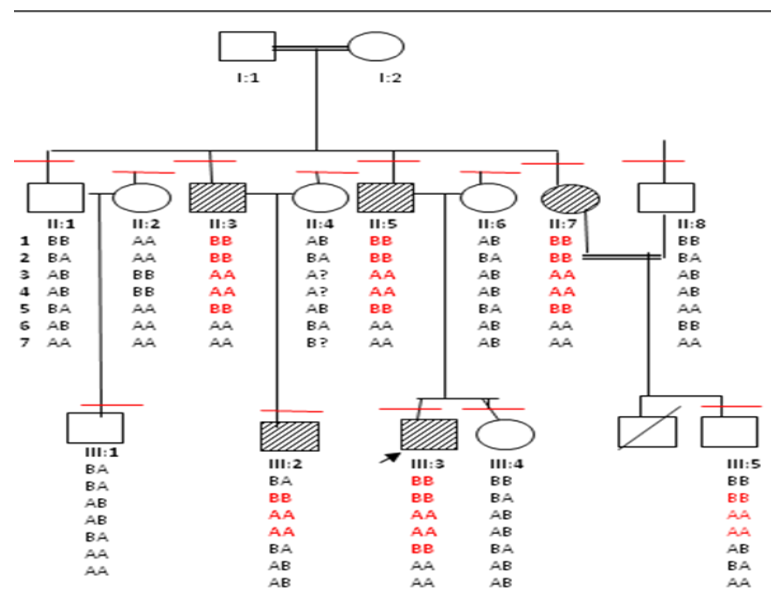 I:1 I:2
II:1 II:2 II:3 II:4 II:5 II:6 II:7 II:8
1 BB AA BB AB BB AB BB BB
2 BA AA BB BA BB BA BB BA
3 AB BB AA A? AA AB AA AB
4 AB BB AA A? AA AB AA AB
5 BA AA BB AB BB AB BB AA
6 AB AA AA BA AA AB AA BB
7 AA AA AA B? AA AB AA AA
III:1 III:2 III:3 III:4 III:5
BA BA BB BB BB
BA BB BB BA BB
AB AA AA AB AA
AB AA AA AB AA
BA BA BB BA AB
AA AB AA AB BA
AA AB AA AB AA